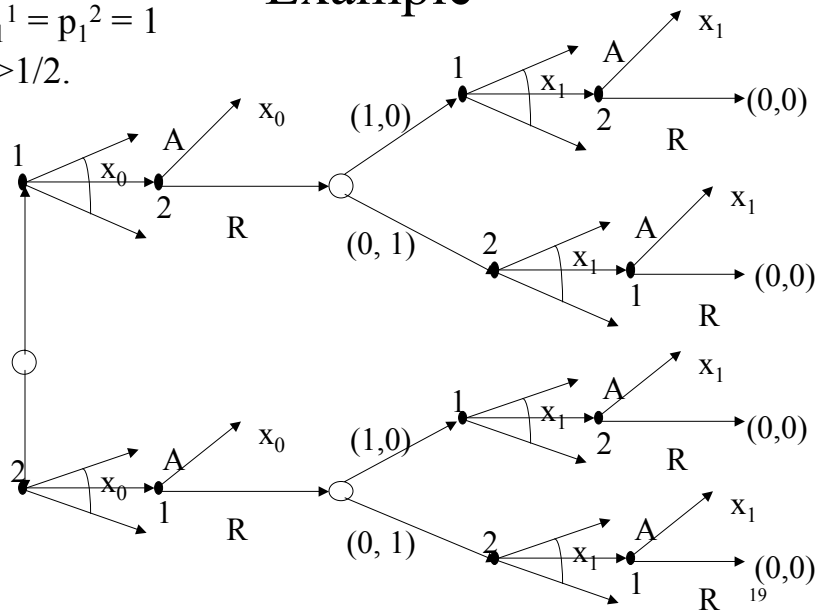 Example
₁¹ = p₁² = 1
>1/2.
1
x₀
A
x₀
2
R
(1,0)
1
x₁
A
x₁
2
(0,0)
R
(0, 1)
2
x₁
A
x₁
1
(0,0)
R
2
x₀
A
x₀
1
R
(1,0)
1
x₁
A
x₁
2
(0,0)
R
(0, 1)
2
x₁
A
x₁
1
(0,0)
R
19